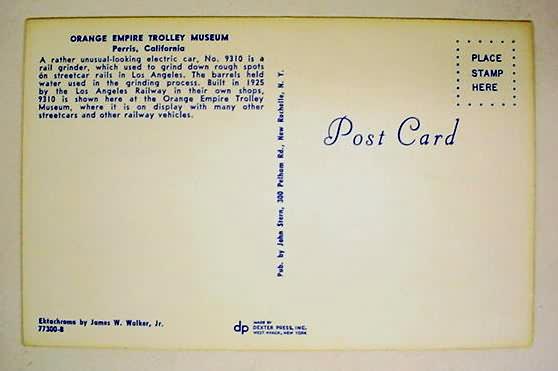 ORANGE EMPIRE TROLLEY MUSEUM
Perris, California
A rather unusual-looking electric car, No. 9310 is a
rail grinder, which used to grind down rough spots
on streetcar rails in Los Angeles. The barrels held
water used in the grinding process. Built in 1925
by the Los Angeles Railway in their own shops,
9310 is shown here at the Orange Empire Trolley
Museum, where it is on display with many other
streetcars and other railway vehicles.
Ektachrome by James W. Walker, Jr.
77300-B
Pub. by John Stern, 300 Pelham Rd., New Rochelle, N. Y.
dp
MADE BY
DEXTER PRESS, INC.
WEST NYACK, NEW YORK
Post Card
PLACE
STAMP
HERE